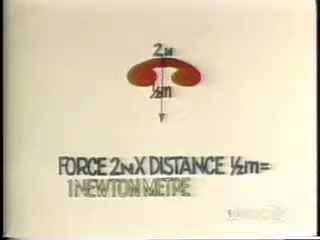 2N
½m
FORCE 2N X DISTANCE ½m =
1 NEWTON METRE